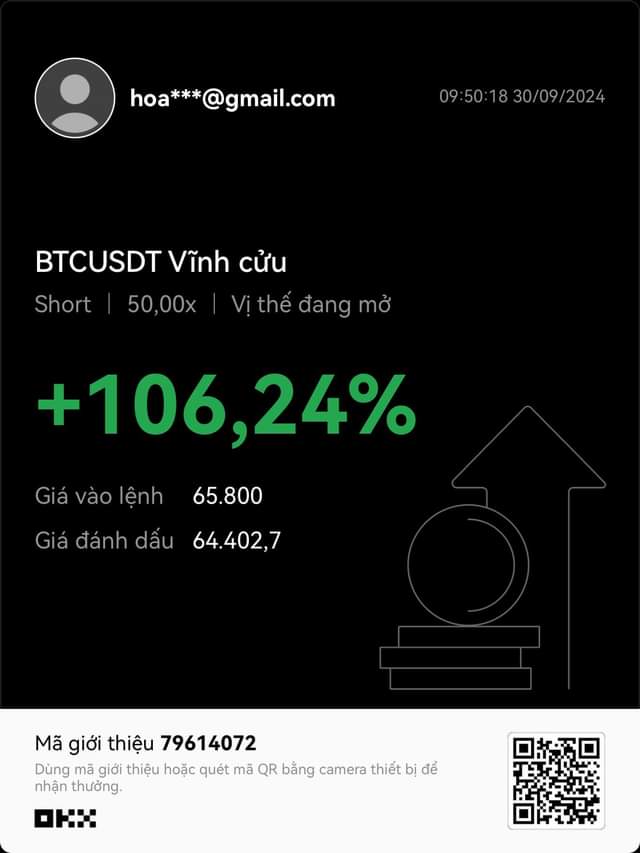 hoa***@gmail.com
09:50:18 30/09/2024
BTCUSDT Vĩnh cửu
Short | 50,00x | Vị thế đang mở
+106,24%
Giá vào lệnh 65.800
Giá đánh dấu 64.402,7
Mã giới thiệu 79614072
Dùng mã giới thiệu hoặc quét mã QR bằng camera thiết bị để
nhận thưởng.
OKX